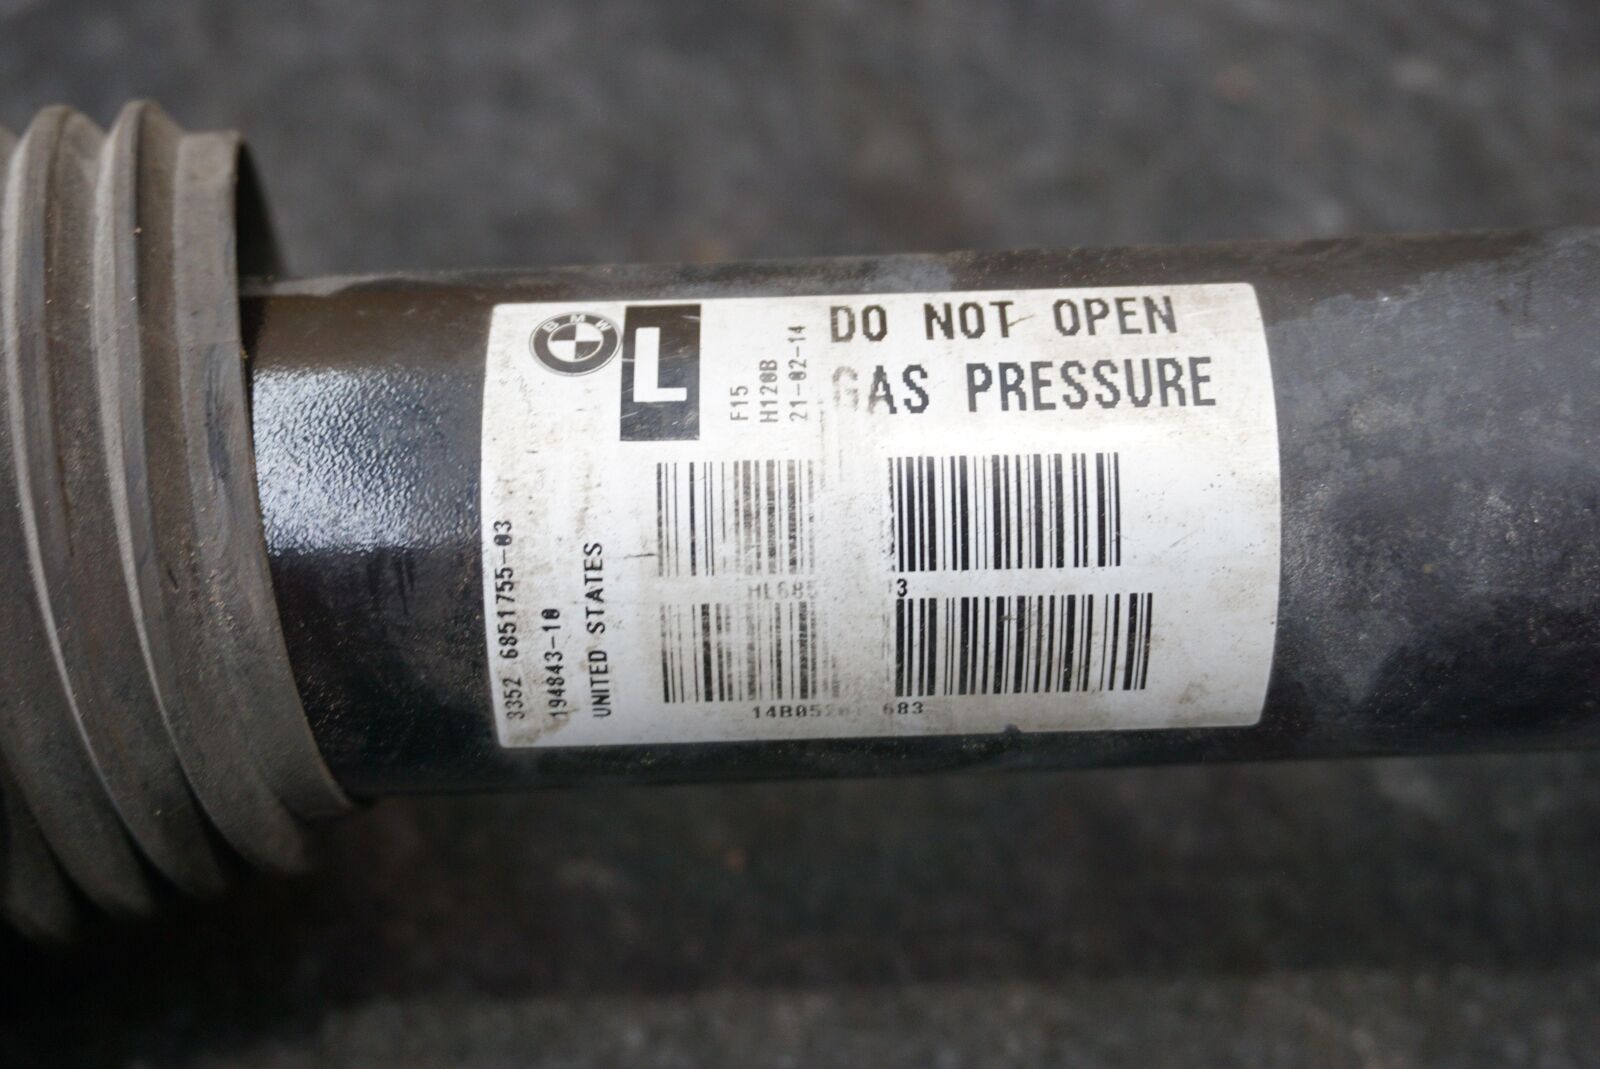 BMW
L
F15
H120B
21-02-14
DO NOT OPEN
GAS PRESSURE
3352 6851755-03
194843-10
UNITED STATES